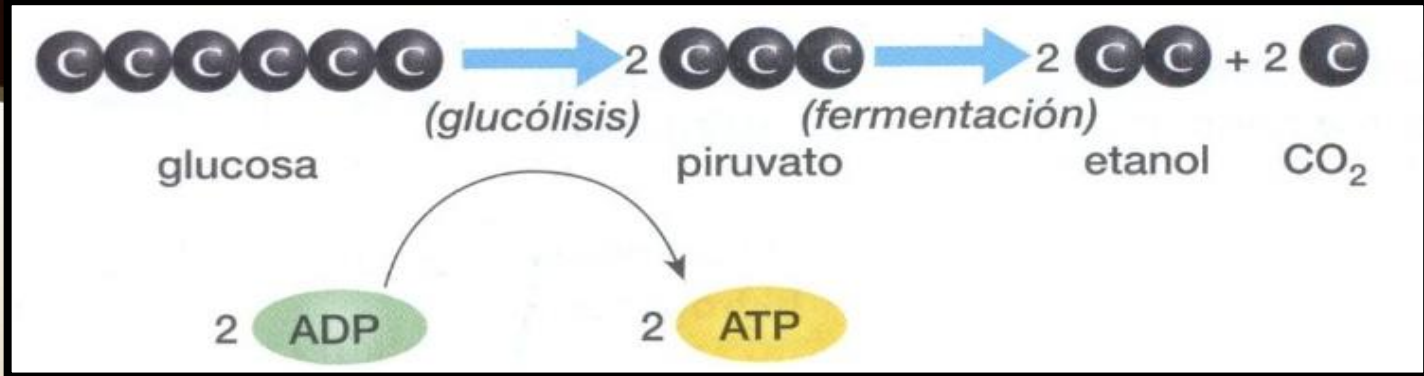 C C C C C C 2 C C C 2 C C + 2 C
(glucólisis) (fermentación)
glucosa piruvato etanol CO₂
2 ADP 2 ATP